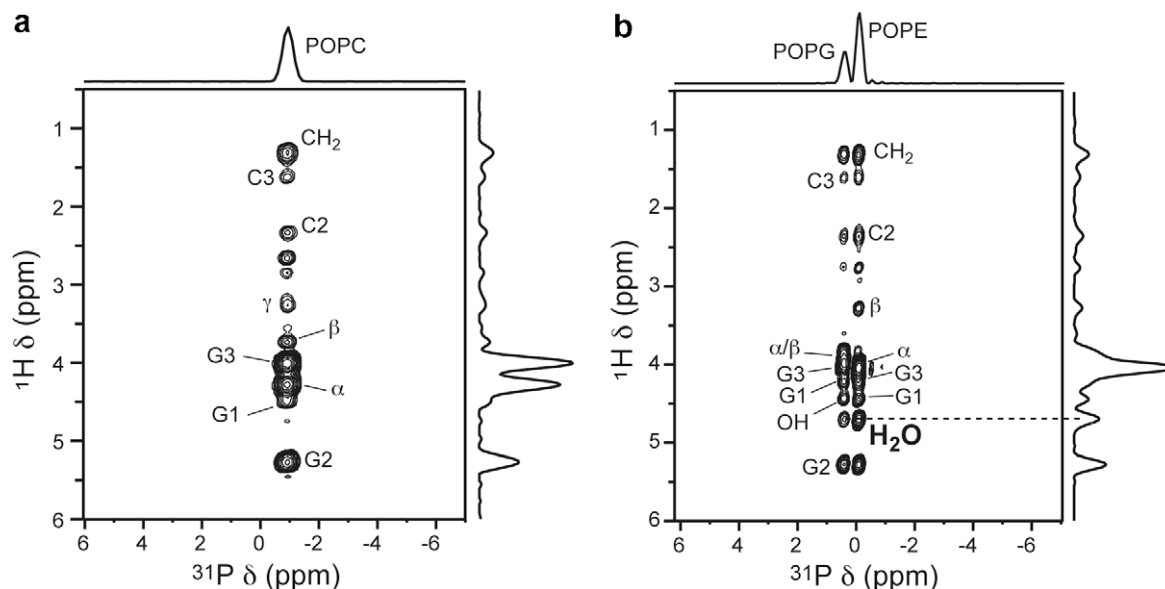 a
POPC
CH₂
C3
C2
γ
β
G3
α
G1
G2
1
2
3
4
5
6
¹H δ (ppm)
6 4 2 0 -2 -4 -6
³¹P δ (ppm)
b
POPE
POPG
CH₂
C3
C2
β
α/β α
G3 G3
G1 G1
OH
H₂O
G2
1
2
3
4
5
6
¹H δ (ppm)
6 4 2 0 -2 -4 -6
³¹P δ (ppm)